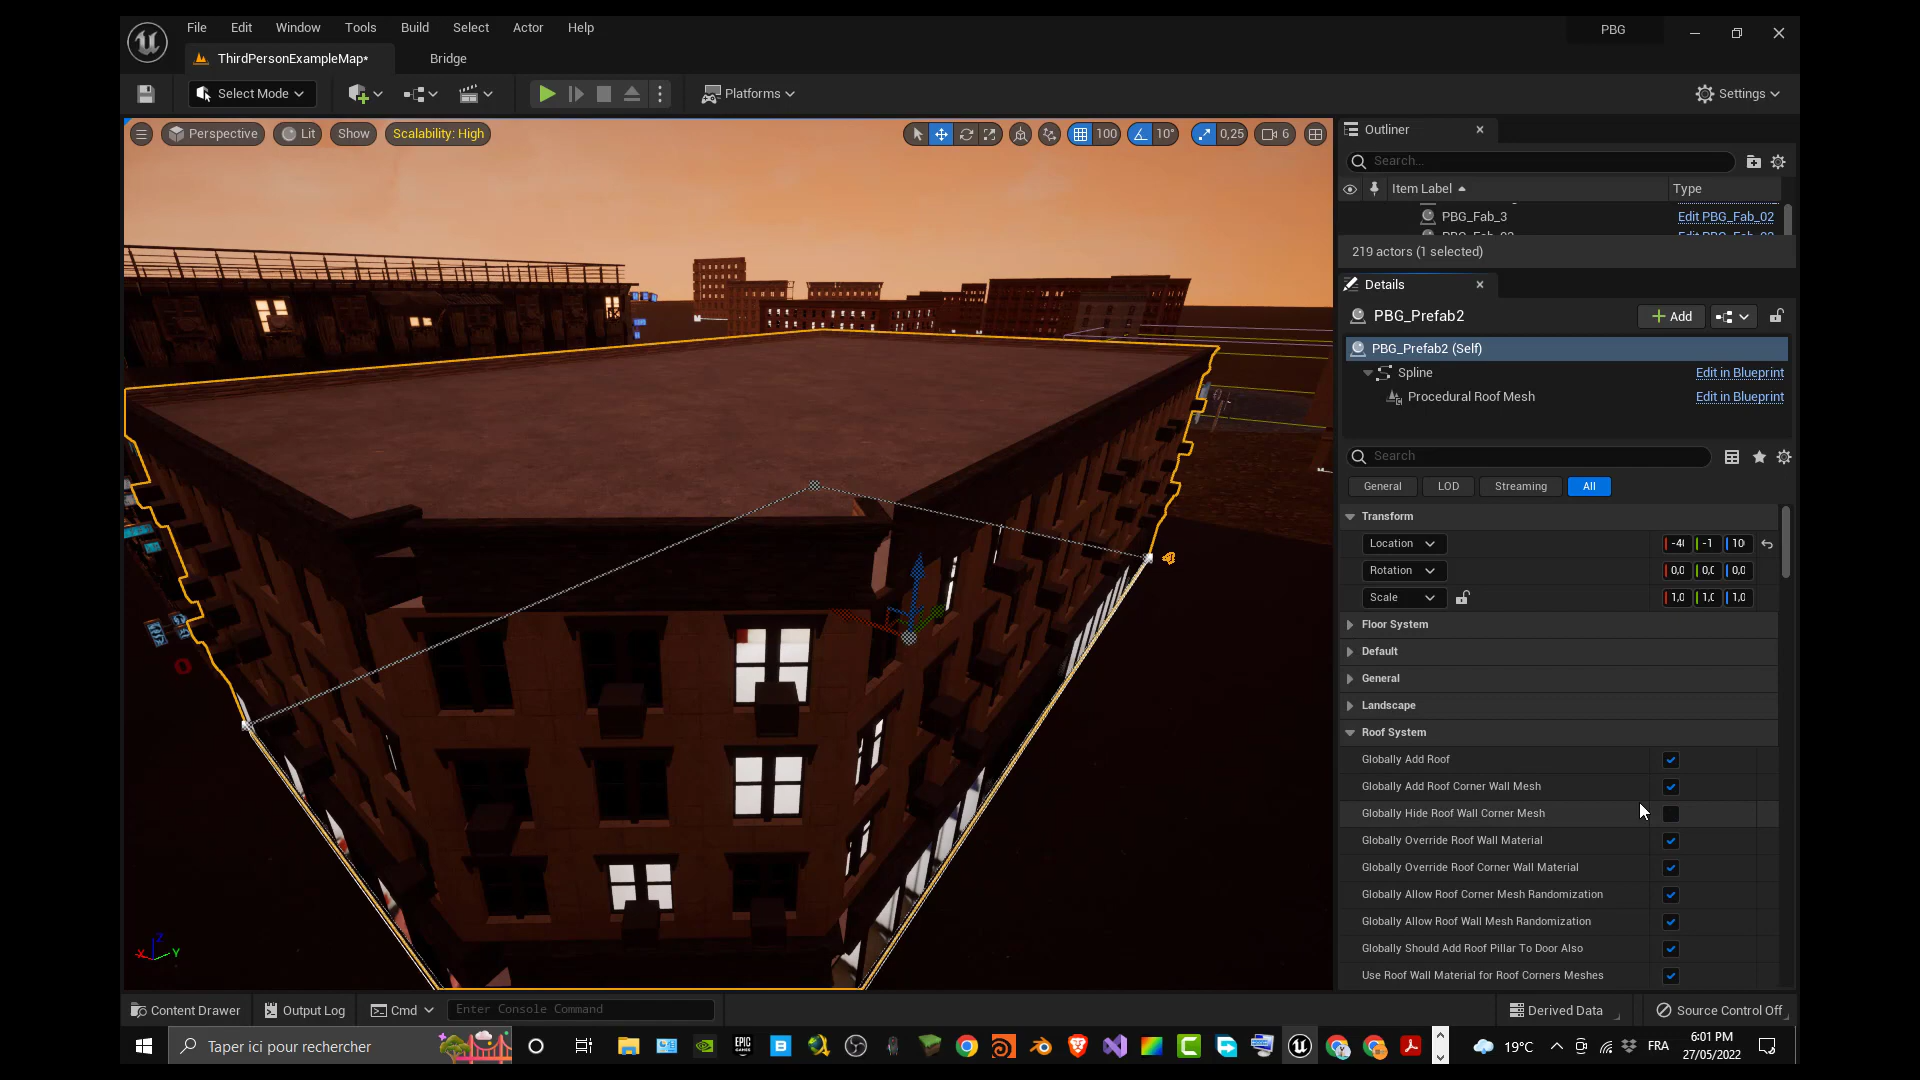 File Edit Window Tools Build Select Actor Help
PBG
ThirdPersonExampleMap*
Bridge
Select Mode
Platforms
Settings
Perspective
Lit
Show
Scalability: High
100
10°
0,25
6
Outliner
Search...
Item Label
Type
PBG_Fab_3
Edit PBG_Fab_02
219 actors (1 selected)
Details
PBG_Prefab2
Add
PBG_Prefab2 (Self)
Spline
Edit in Blueprint
Procedural Roof Mesh
Edit in Blueprint
Search
General
LOD
Streaming
All
Transform
Location
Rotation
Scale
Floor System
Default
General
Landscape
Roof System
Globally Add Roof
Globally Add Roof Corner Wall Mesh
Globally Hide Roof Wall Corner Mesh
Globally Override Roof Wall Material
Globally Override Roof Corner Wall Material
Globally Allow Roof Corner Mesh Randomization
Globally Allow Roof Wall Mesh Randomization
Globally Should Add Roof Pillar To Door Also
Use Roof Wall Material for Roof Corners Meshes
Z
X
Y
Content Drawer
Output Log
Cmd
Enter Console Command
Derived Data
Source Control Off
Taper ici pour rechercher
EPIC GAMES
19°C
FRA
6:01 PM
27/05/2022